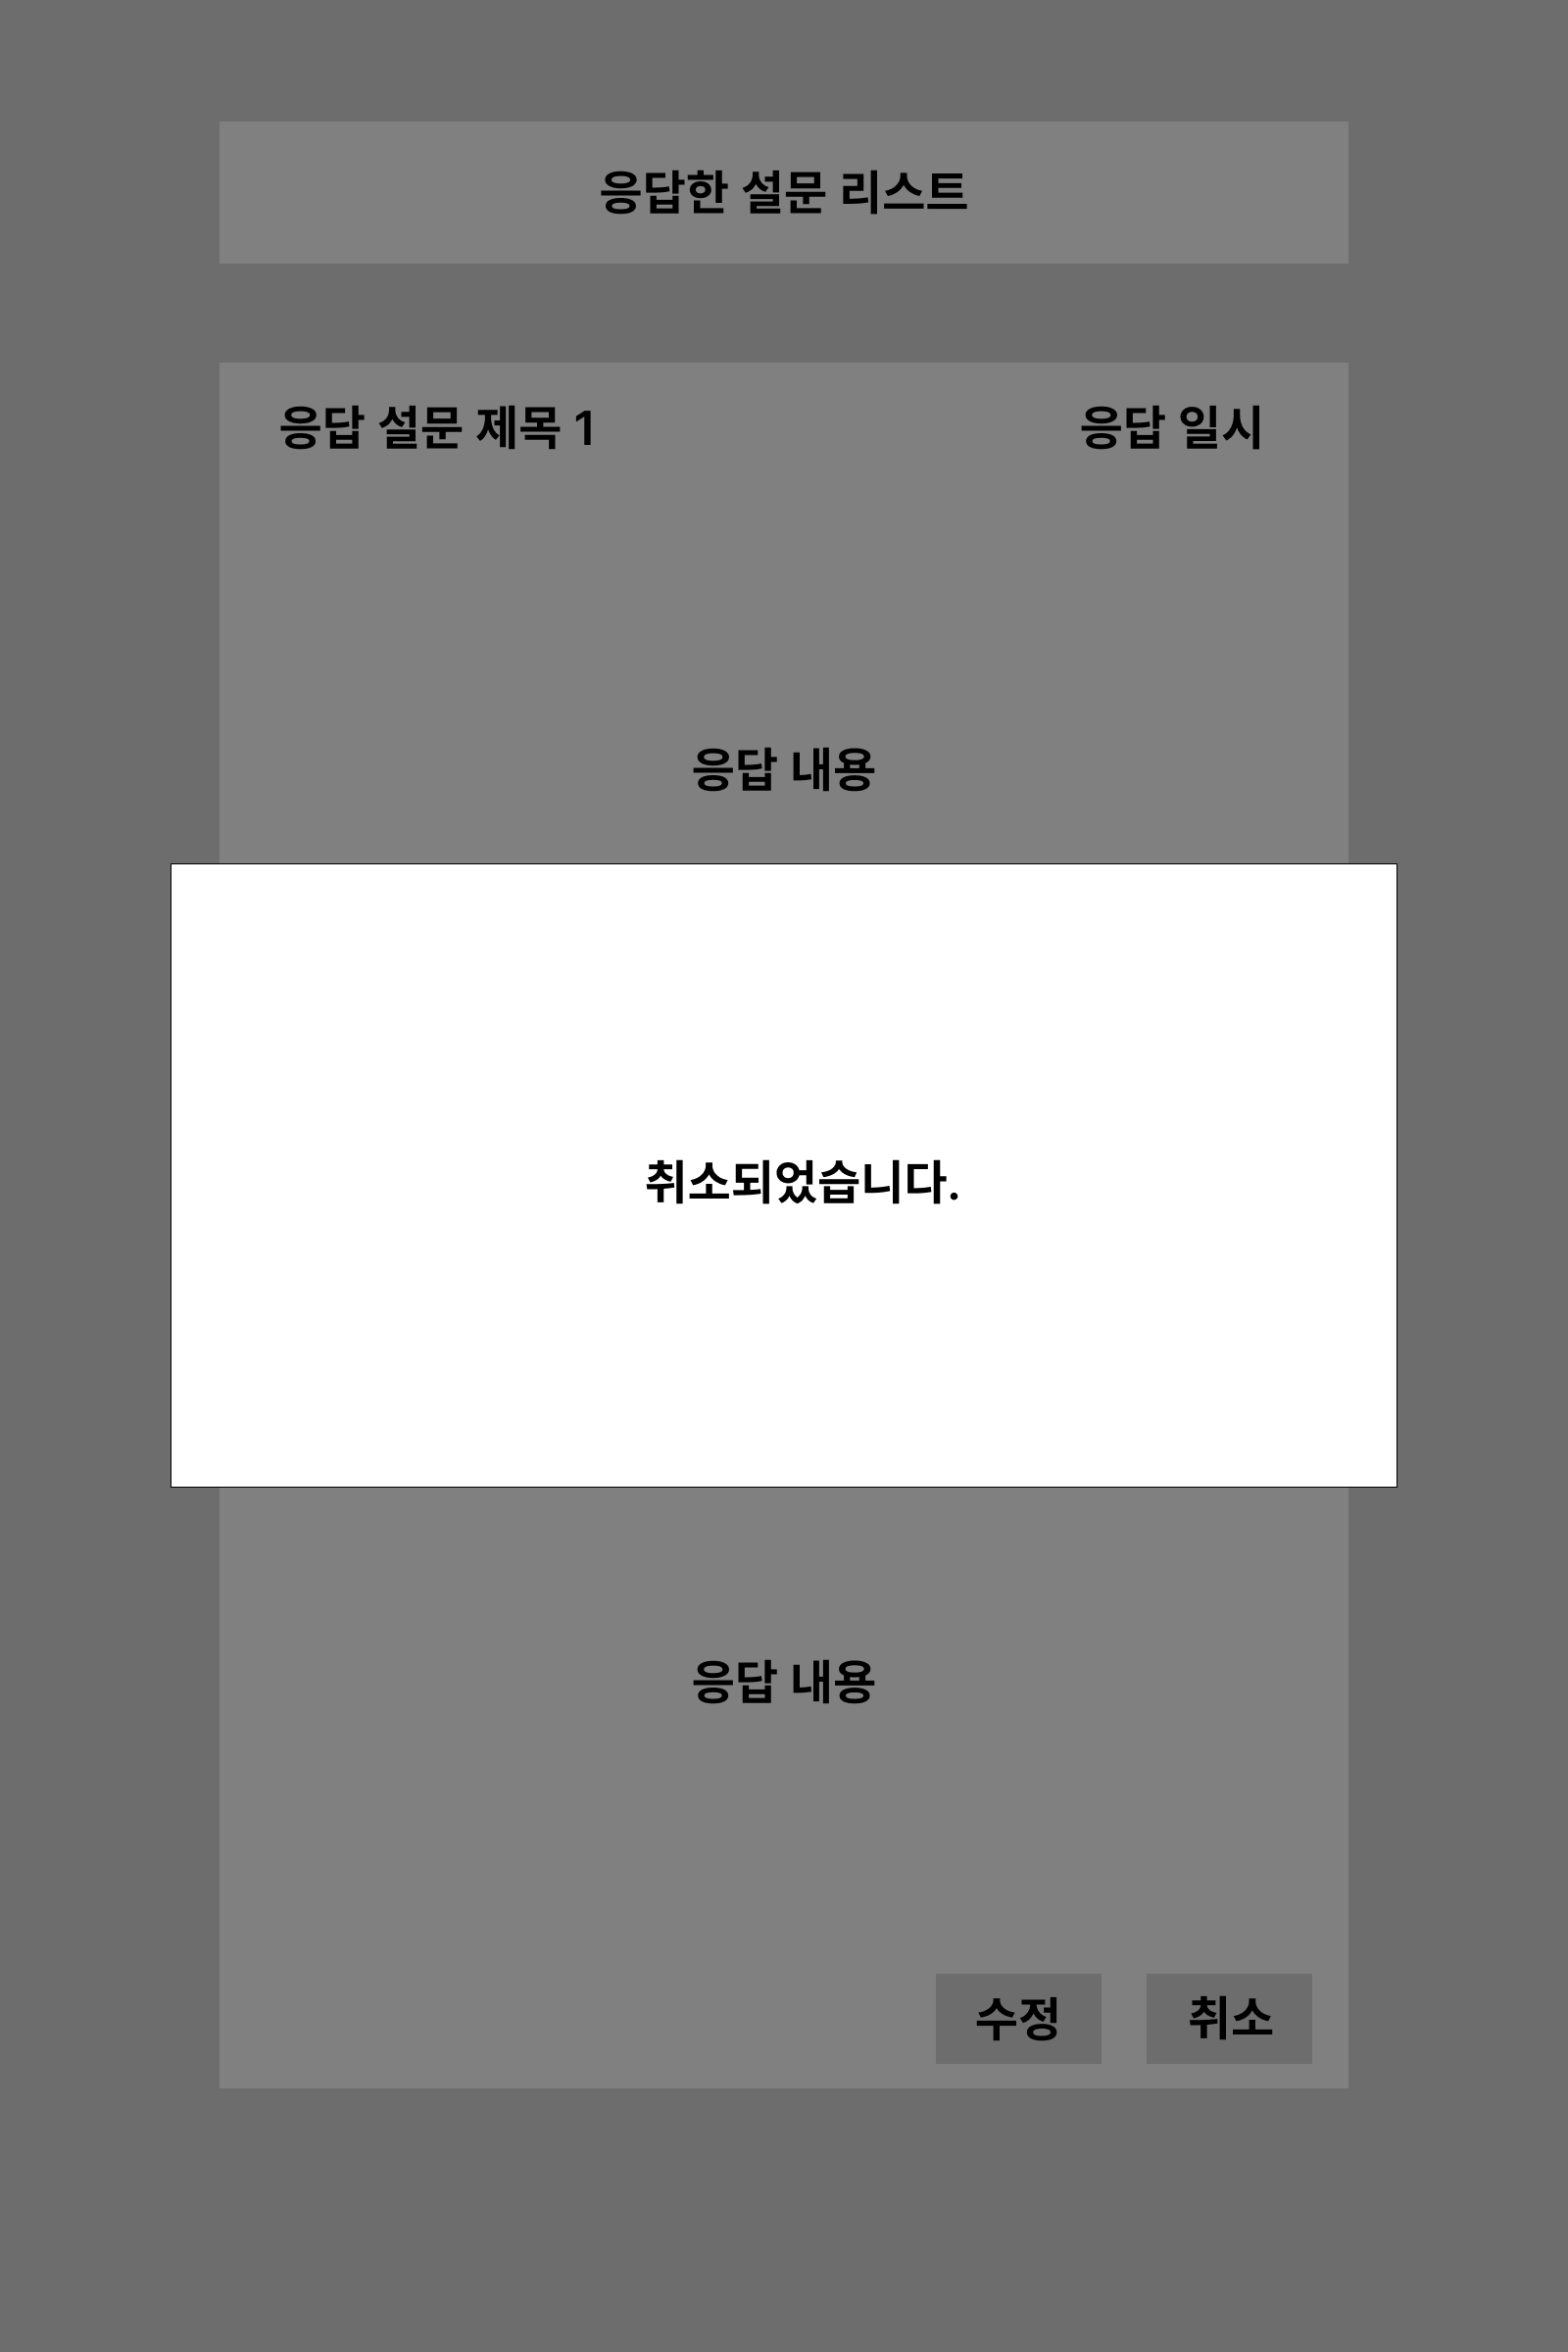 응답한 설문 리스트
응답 설문 제목 1 응답 일시
응답 내용
취소되었습니다.
응답 내용
수정 취소